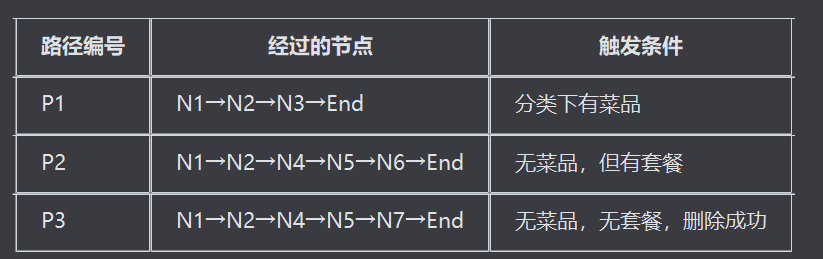 路径编号 经过的节点 触发条件
P1 N1→N2→N3→End 分类下有菜品
P2 N1→N2→N4→N5→N6→End 无菜品，但有套餐
P3 N1→N2→N4→N5→N7→End 无菜品，无套餐，删除成功